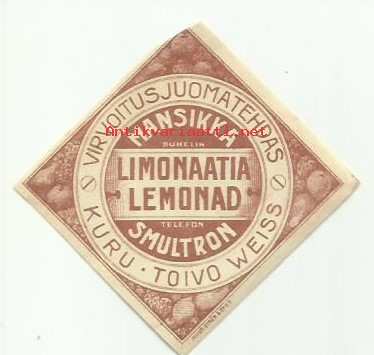 VIRVOITUSJUOMATEHDAS
MANSIKKA
PUHELIN
LIMONAATIA
LEMONAD
TELEFON
SMULTRON
KURU · TOIVO WEISS
Antikvariaatti.net